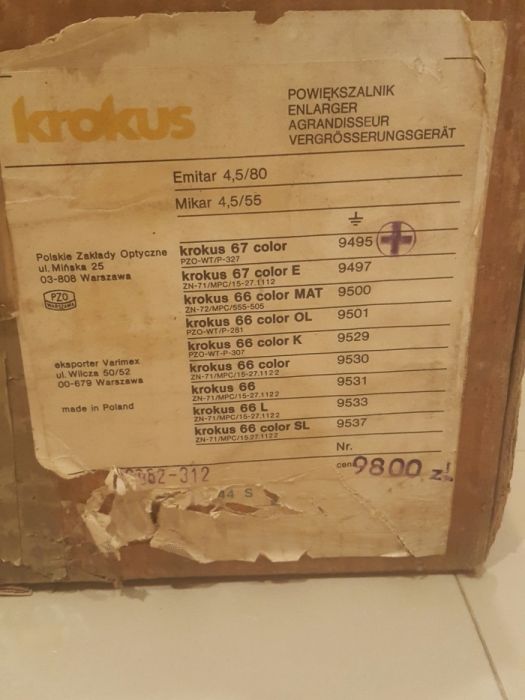 krokus
POWIĘKSZALNIK
ENLARGER
AGRANDISSEUR
VERGRÖSSERUNGSGERÄT
Emitar 4,5/80
Mikar 4,5/55
Polskie Zakłady Optyczne
ul. Mińska 25
03-808 Warszawa
PZO
WARSZAWA
eksporter Varimex
ul. Wilcza 50/52
00-679 Warszawa
made in Poland
krokus 67 color 9495
PZO-WT/P-327
krokus 67 color E 9497
ZN-71/MPC/15-27.1112
krokus 66 color MAT 9500
ZN-72/MPC/555-505
krokus 66 color OL 9501
PZO-WT/P-281
krokus 66 color K 9529
PZO-WT-P-307
krokus 66 color 9530
ZN-71/MPC/15-27.1122
krokus 66 9531
ZN-71/MPC/15-27.1122
krokus 66 L 9533
ZN-71/MPC/15-27.1122
krokus 66 color SL 9537
ZN-71/MPC/15.27.1122
Nr.
cena 9800 zł
62-312
44 S